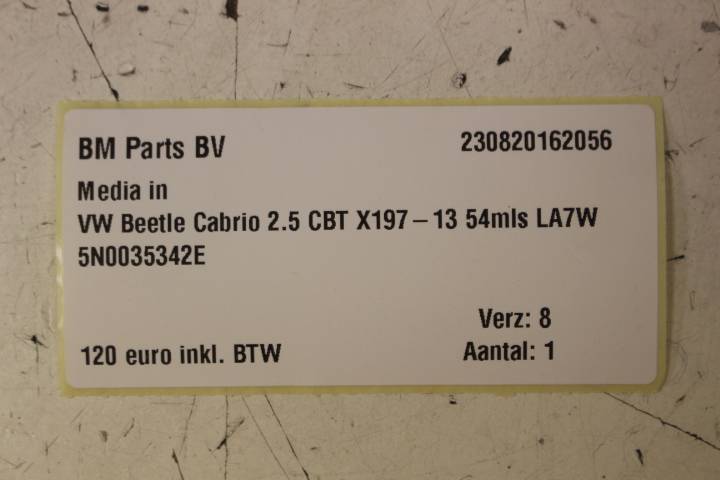 BM Parts BV 230820162056
Media in
VW Beetle Cabrio 2.5 CBT X197 – 13 54mls LA7W
5N0035342E
Verz: 8
120 euro inkl. BTW Aantal: 1